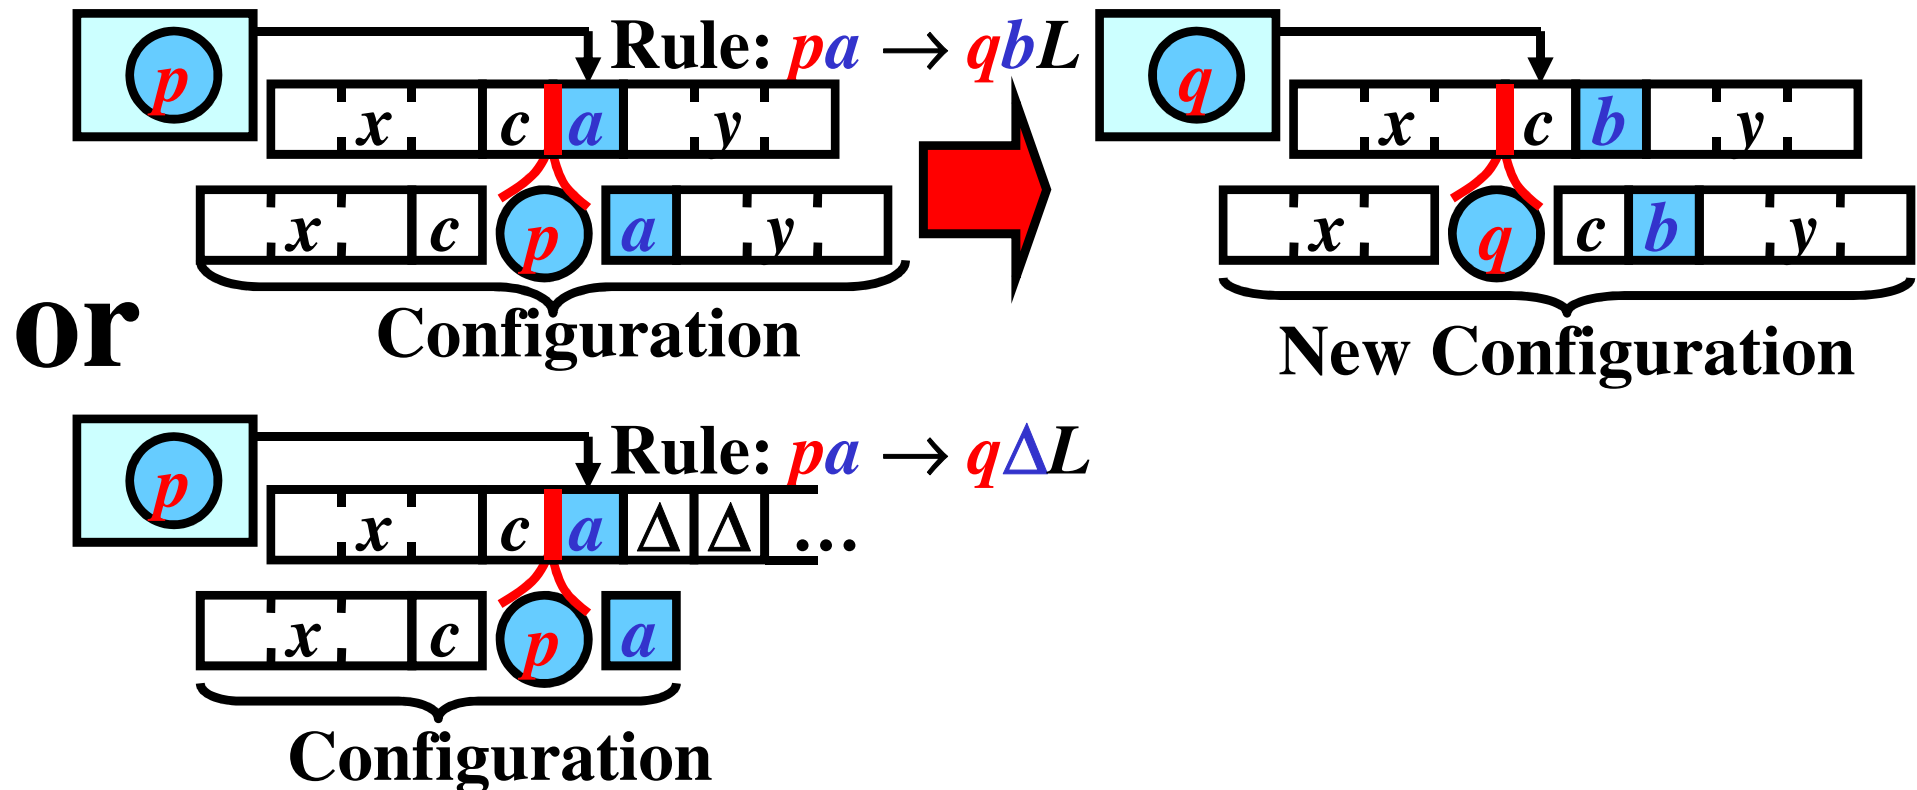 p Rule: pa → qbL q
x c a y x c b y
x c p a y x q c b y
or Configuration New Configuration
p Rule: pa → qΔL
x c a Δ Δ ...
x c p a
Configuration